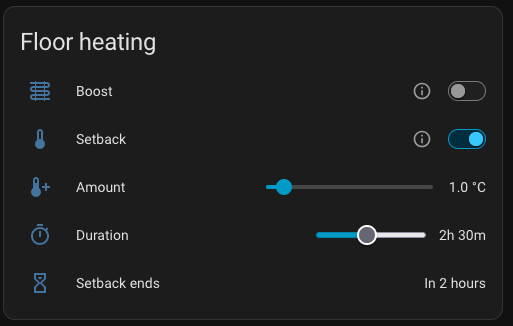 Floor heating
Boost
Setback
Amount 1.0 °C
Duration 2h 30m
Setback ends In 2 hours